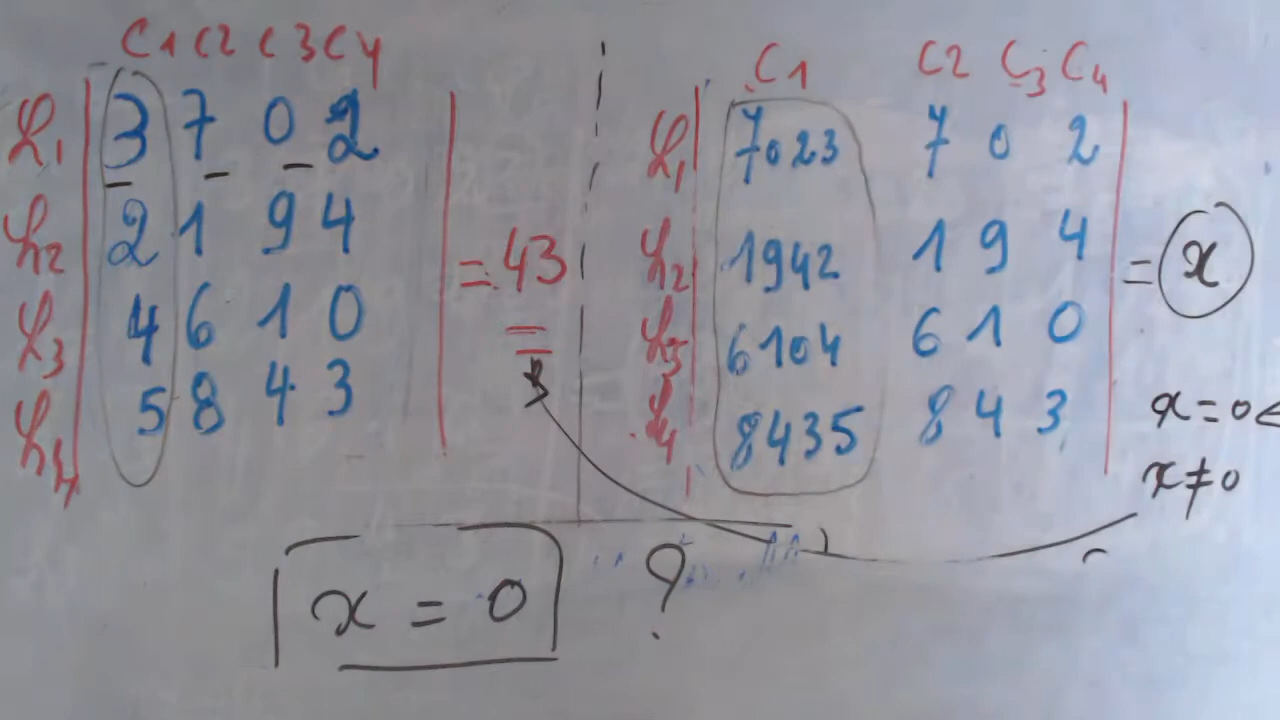 C1 C2 C3 C4
L1 3 7 0 2
L2 2 1 9 4
L3 4 6 1 0
L4 5 8 4 3
= 43
C1 C2 C3 C4
L1 7023 7 0 2
L2 1942 1 9 4
L3 6104 6 1 0
L4 8435 8 4 3
= x
x = 0
x ≠ 0
x = 0 ?